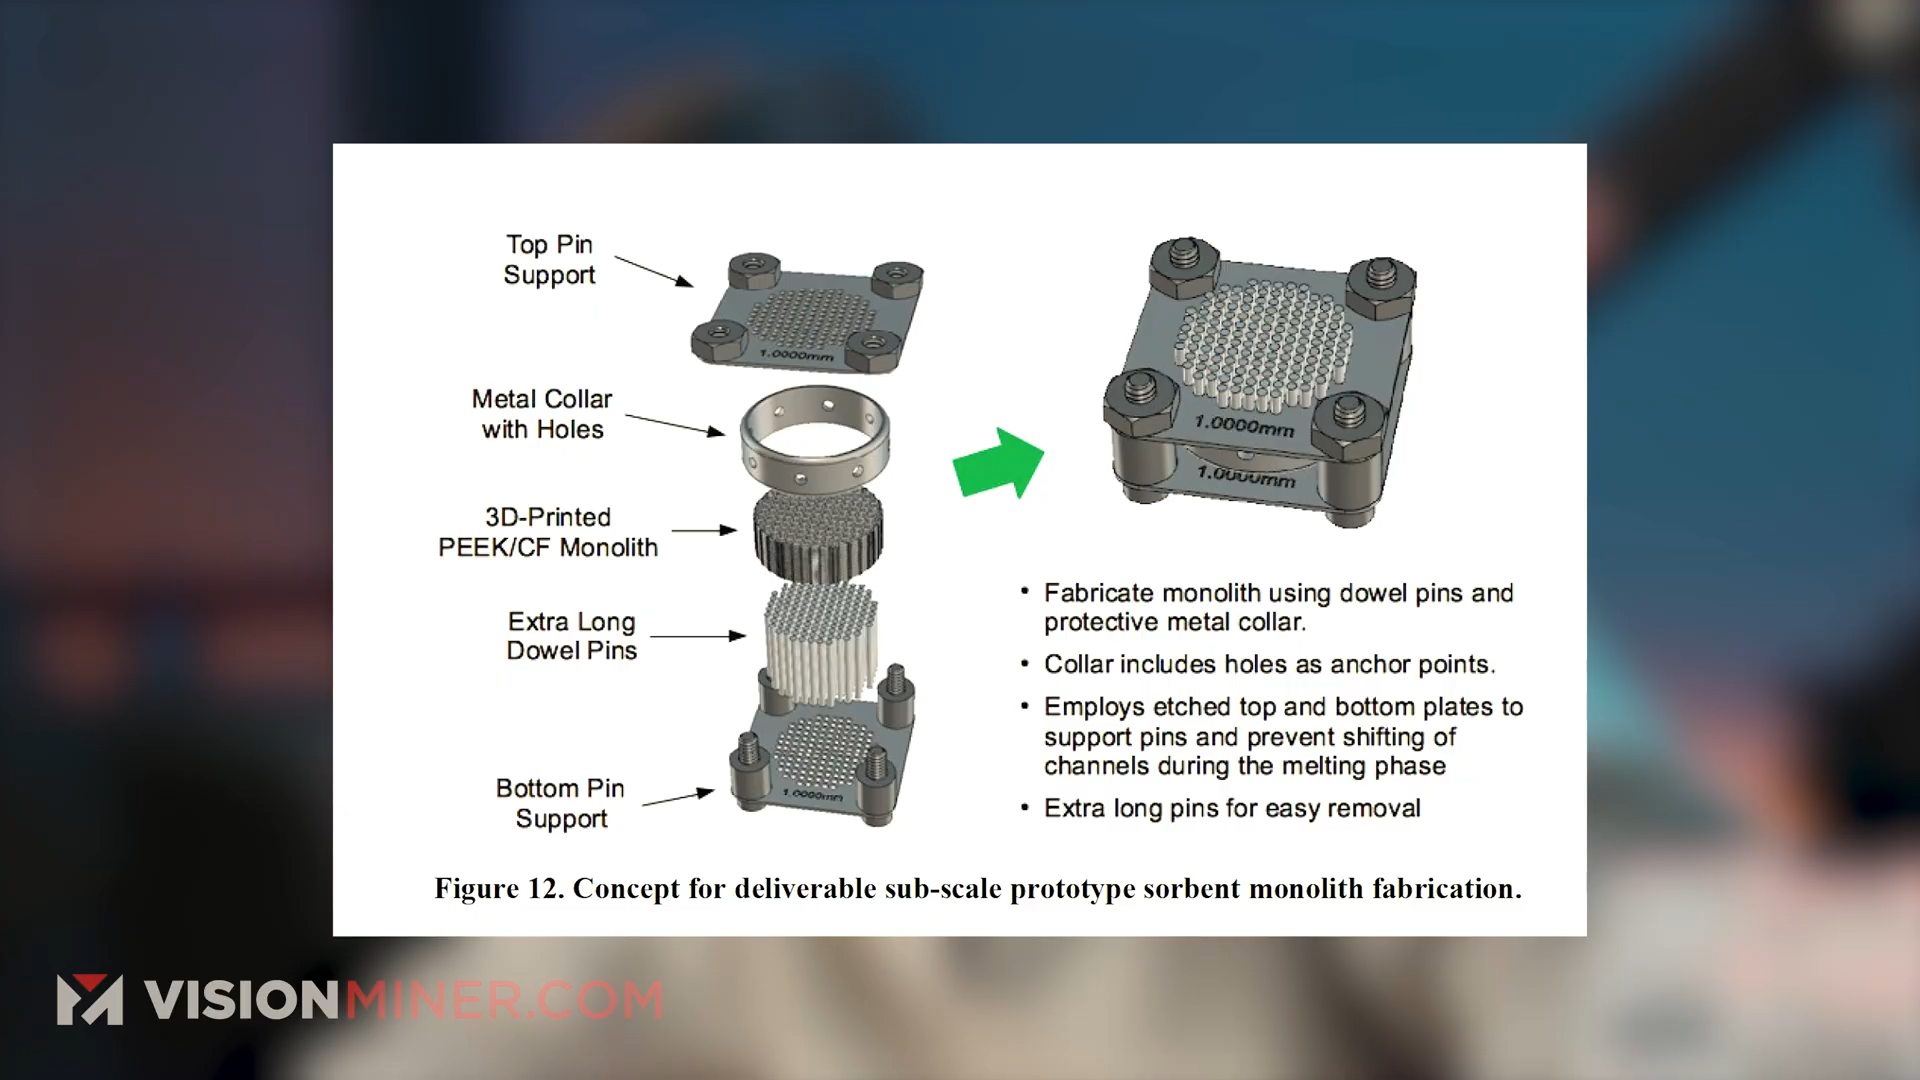 Top Pin
Support
1.0000mm
Metal Collar
with Holes
3D-Printed
PEEK/CF Monolith
Extra Long
Dowel Pins
Bottom Pin
Support
1.0000mm
1.0000mm
1.0000mm
• Fabricate monolith using dowel pins and
protective metal collar.
• Collar includes holes as anchor points.
• Employs etched top and bottom plates to
support pins and prevent shifting of
channels during the melting phase
• Extra long pins for easy removal
Figure 12. Concept for deliverable sub-scale prototype sorbent monolith fabrication.
VISIONMINER.COM